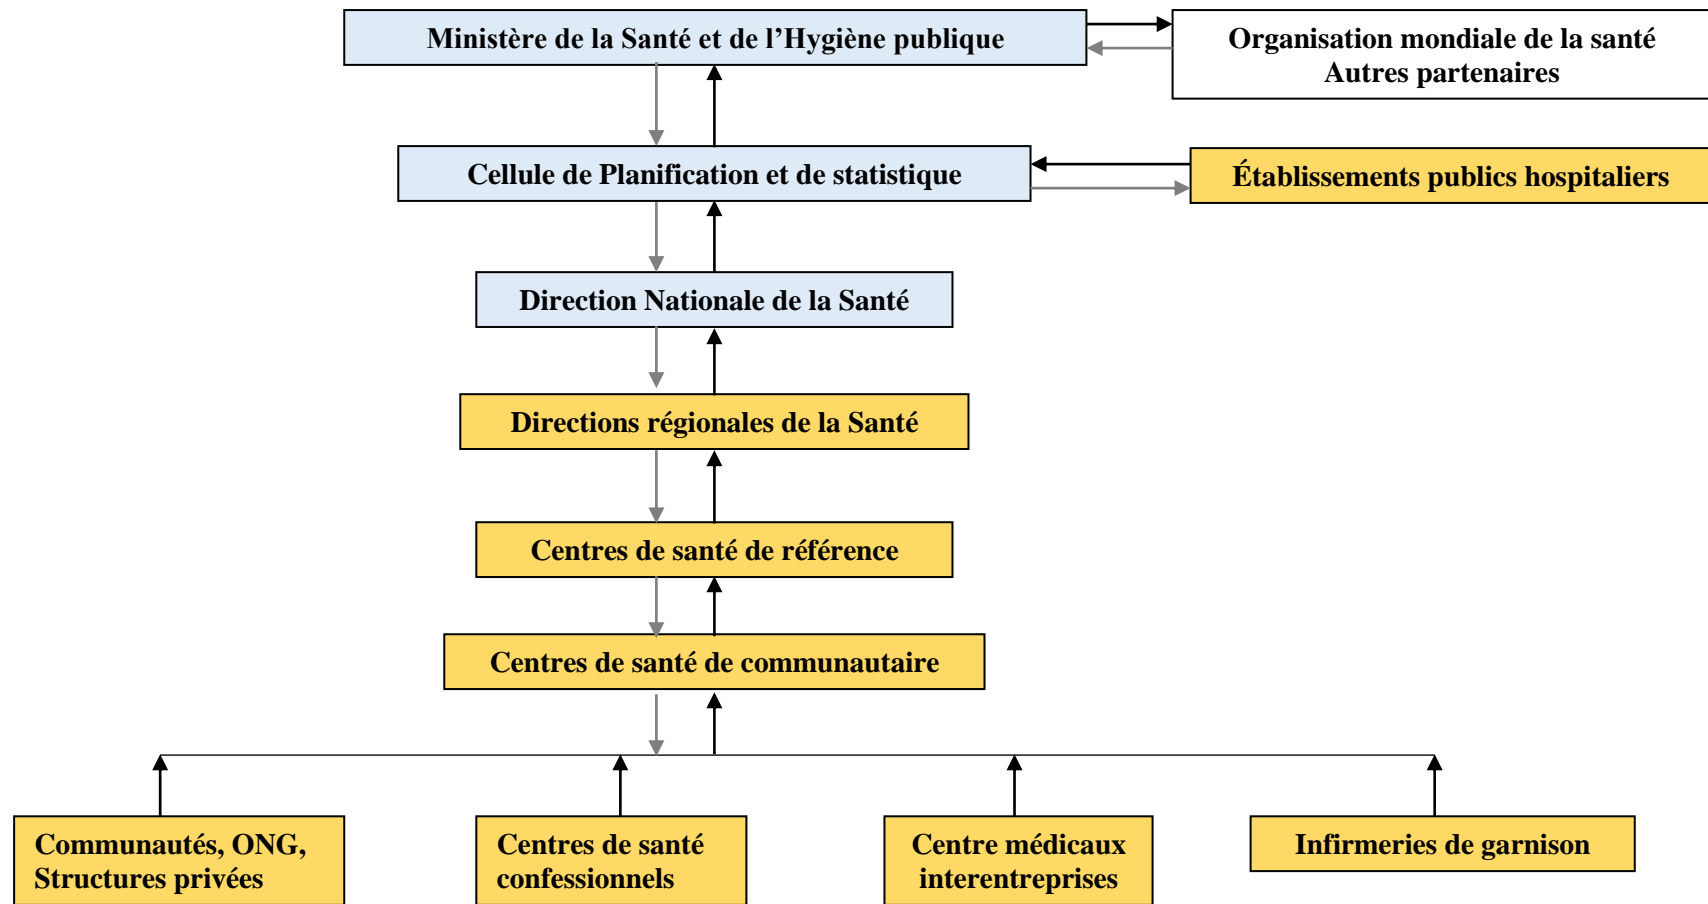 Ministère de la Santé et de l’Hygiène publique
Organisation mondiale de la santé
Autres partenaires
Cellule de Planification et de statistique
Établissements publics hospitaliers
Direction Nationale de la Santé
Directions régionales de la Santé
Centres de santé de référence
Centres de santé de communautaire
Communautés, ONG,
Structures privées
Centres de santé
confessionnels
Centre médicaux
interentreprises
Infirmeries de garnison